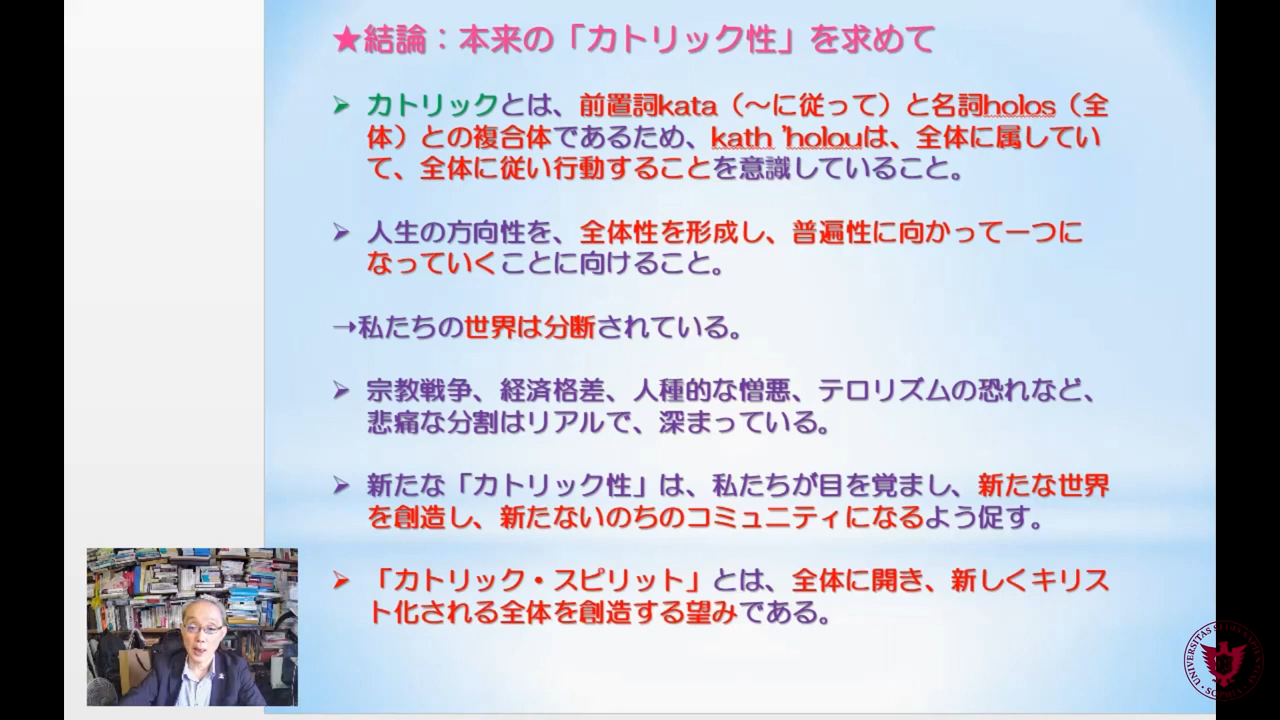 ★結論：本来の「カトリック性」を求めて
➢ カトリックとは、前置詞kata（～に従って）と名詞holos（全
体）との複合体であるため、kath 'holouは、全体に属してい
て、全体に従い行動することを意識していること。
➢ 人生の方向性を、全体性を形成し、普遍性に向かって一つに
なっていくことに向けること。
→私たちの世界は分断されている。
➢ 宗教戦争、経済格差、人種的な憎悪、テロリズムの恐れなど、
悲痛な分割はリアルで、深まっている。
➢ 新たな「カトリック性」は、私たちが目を覚まし、新たな世界
を創造し、新たないのちのコミュニティになるよう促す。
➢ 「カトリック・スピリット」とは、全体に開き、新しくキリス
ト化される全体を創造する望みである。
UNIVERSITAS SEDIS SAPIENTIAE
SOPHIA